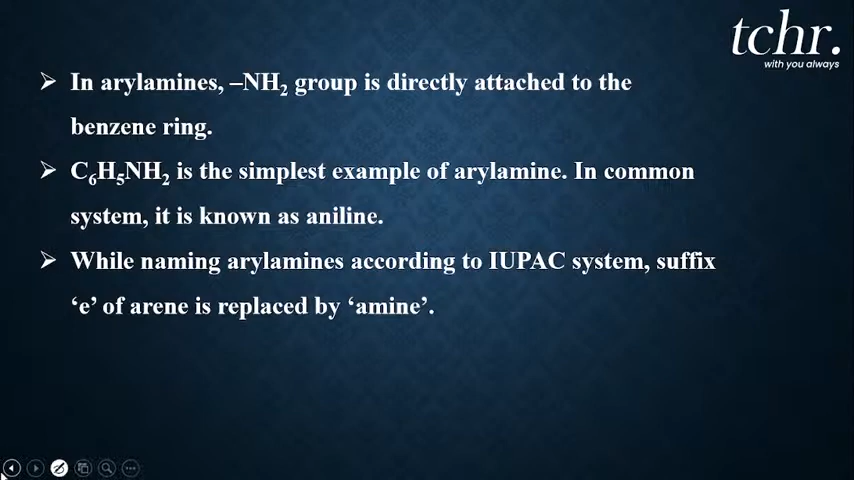 tchr.
with you always
➢ In arylamines, –NH₂ group is directly attached to the
benzene ring.
➢ C₆H₅NH₂ is the simplest example of arylamine. In common
system, it is known as aniline.
➢ While naming arylamines according to IUPAC system, suffix
‘e’ of arene is replaced by ‘amine’.